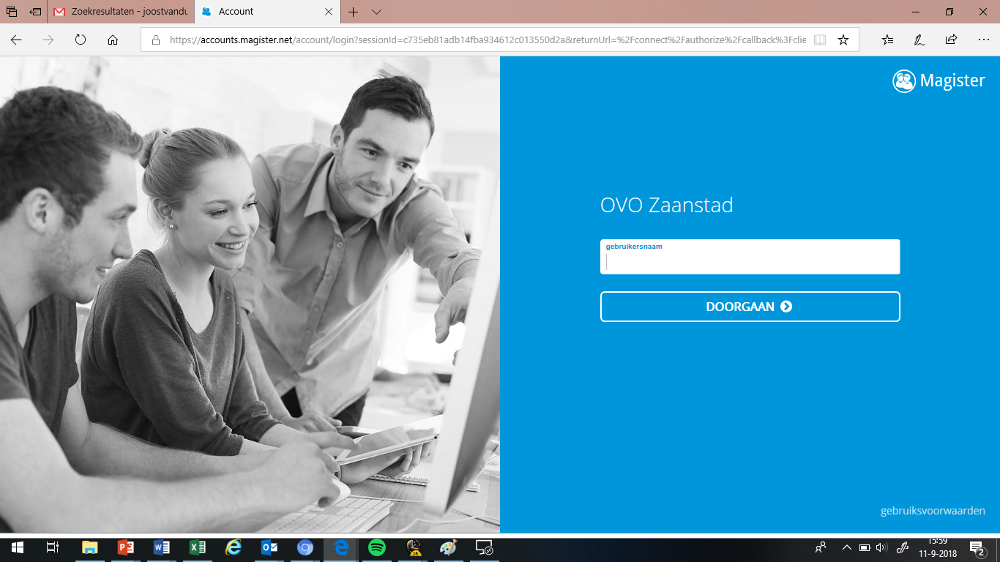 Zoekresultaten - joostvandu
Account
https://accounts.magister.net/account/login?sessionId=c735eb81adb14fba934612c013550d2a&returnUrl=%2Fconnect%2Fauthorize%2Fcallback%3Fclie
Magister
OVO Zaanstad
gebruikersnaam
DOORGAAN
gebruiksvoorwaarden
15:59
11-9-2018
2